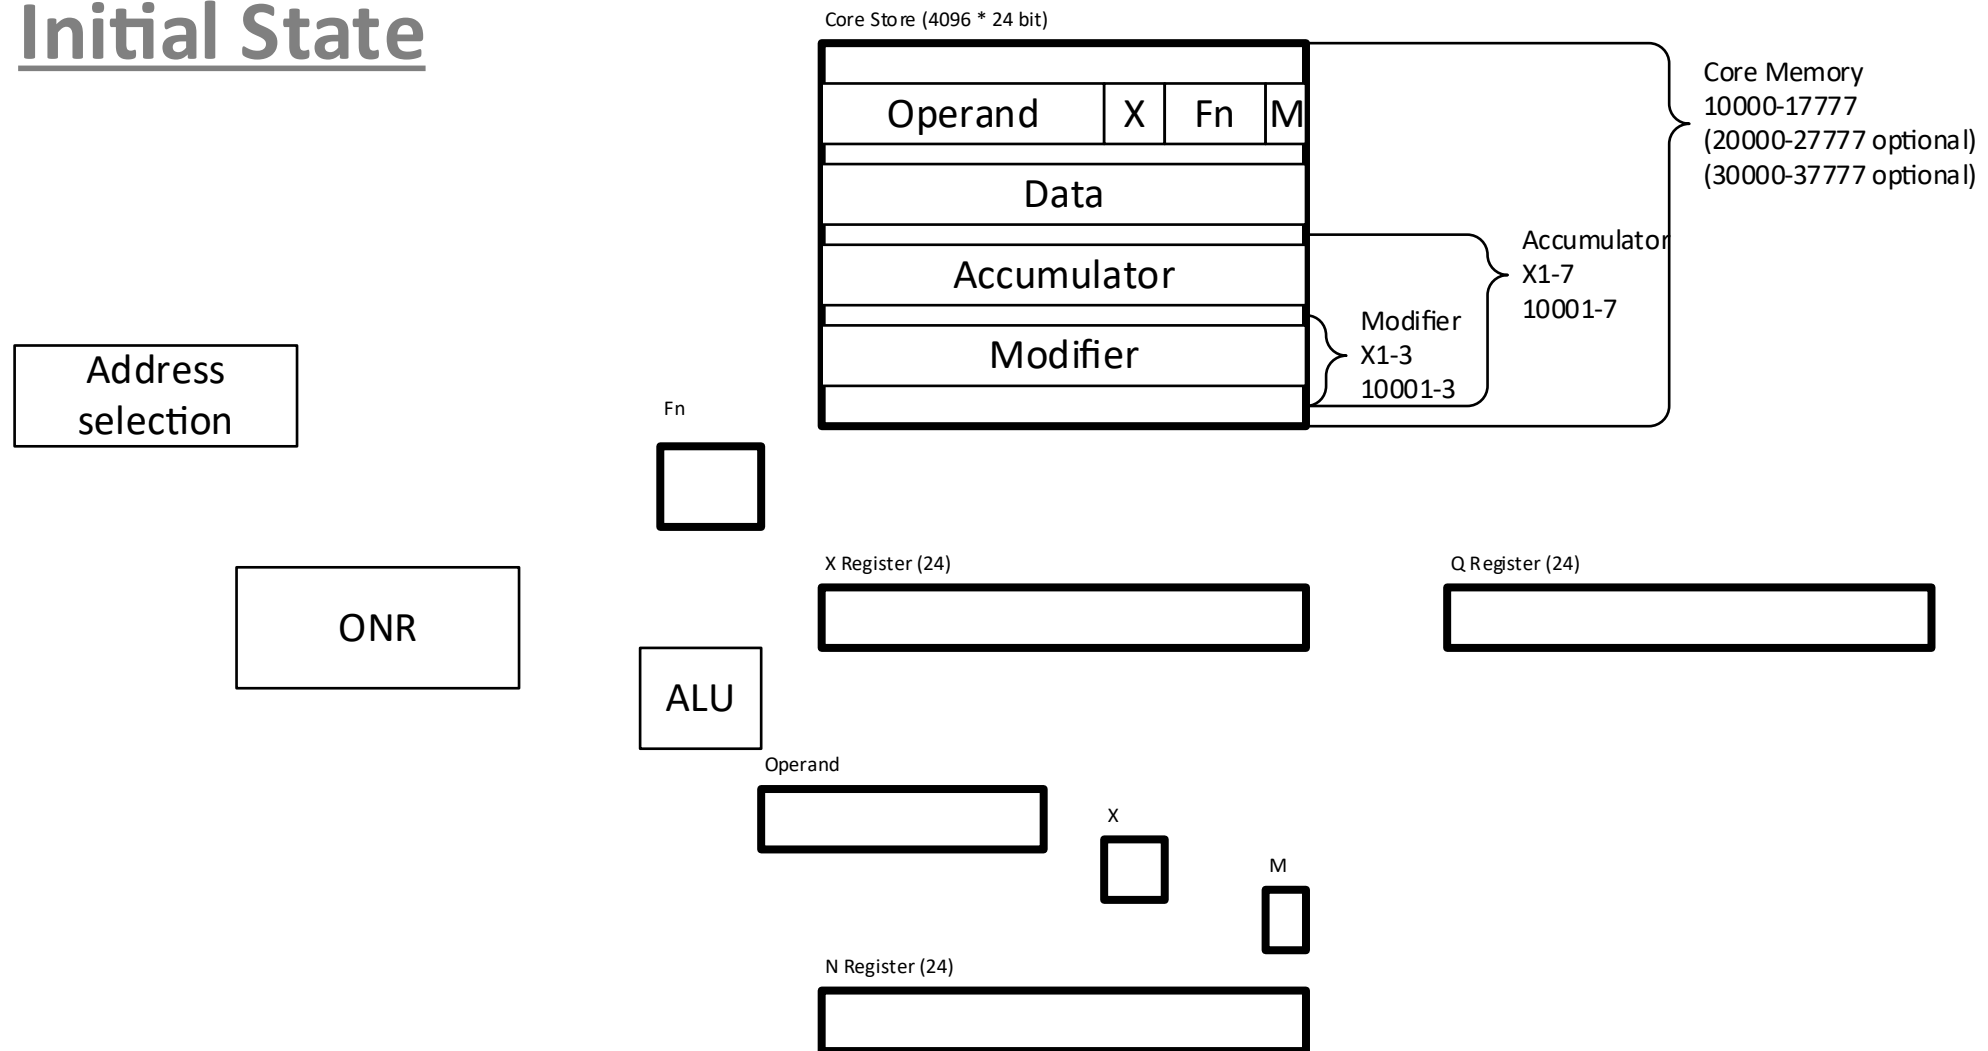 Initial State
Core Store (4096 * 24 bit)
Operand X Fn M
Data
Accumulator
Modifier
Core Memory
10000-17777
(20000-27777 optional)
(30000-37777 optional)
Accumulator
X1-7
10001-7
Modifier
X1-3
10001-3
Address
selection
Fn
X Register (24)
Q Register (24)
ONR
ALU
Operand
X
M
N Register (24)